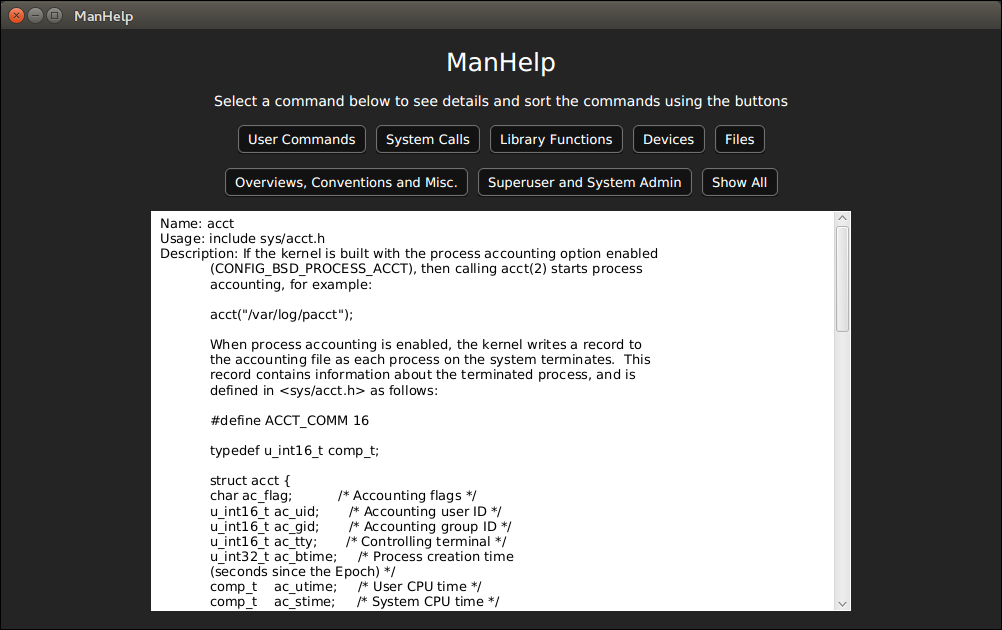 ManHelp
ManHelp
Select a command below to see details and sort the commands using the buttons
User Commands System Calls Library Functions Devices Files
Overviews, Conventions and Misc. Superuser and System Admin Show All
Name: acct
Usage: include sys/acct.h
Description: If the kernel is built with the process accounting option enabled
(CONFIG_BSD_PROCESS_ACCT), then calling acct(2) starts process
accounting, for example:
acct("/var/log/pacct");
When process accounting is enabled, the kernel writes a record to
the accounting file as each process on the system terminates.  This
record contains information about the terminated process, and is
defined in <sys/acct.h> as follows:
#define ACCT_COMM 16
typedef u_int16_t comp_t;
struct acct {
char ac_flag;           /* Accounting flags */
u_int16_t ac_uid;       /* Accounting user ID */
u_int16_t ac_gid;       /* Accounting group ID */
u_int16_t ac_tty;       /* Controlling terminal */
u_int32_t ac_btime;     /* Process creation time
(seconds since the Epoch) */
comp_t    ac_utime;     /* User CPU time */
comp_t    ac_stime;     /* System CPU time */